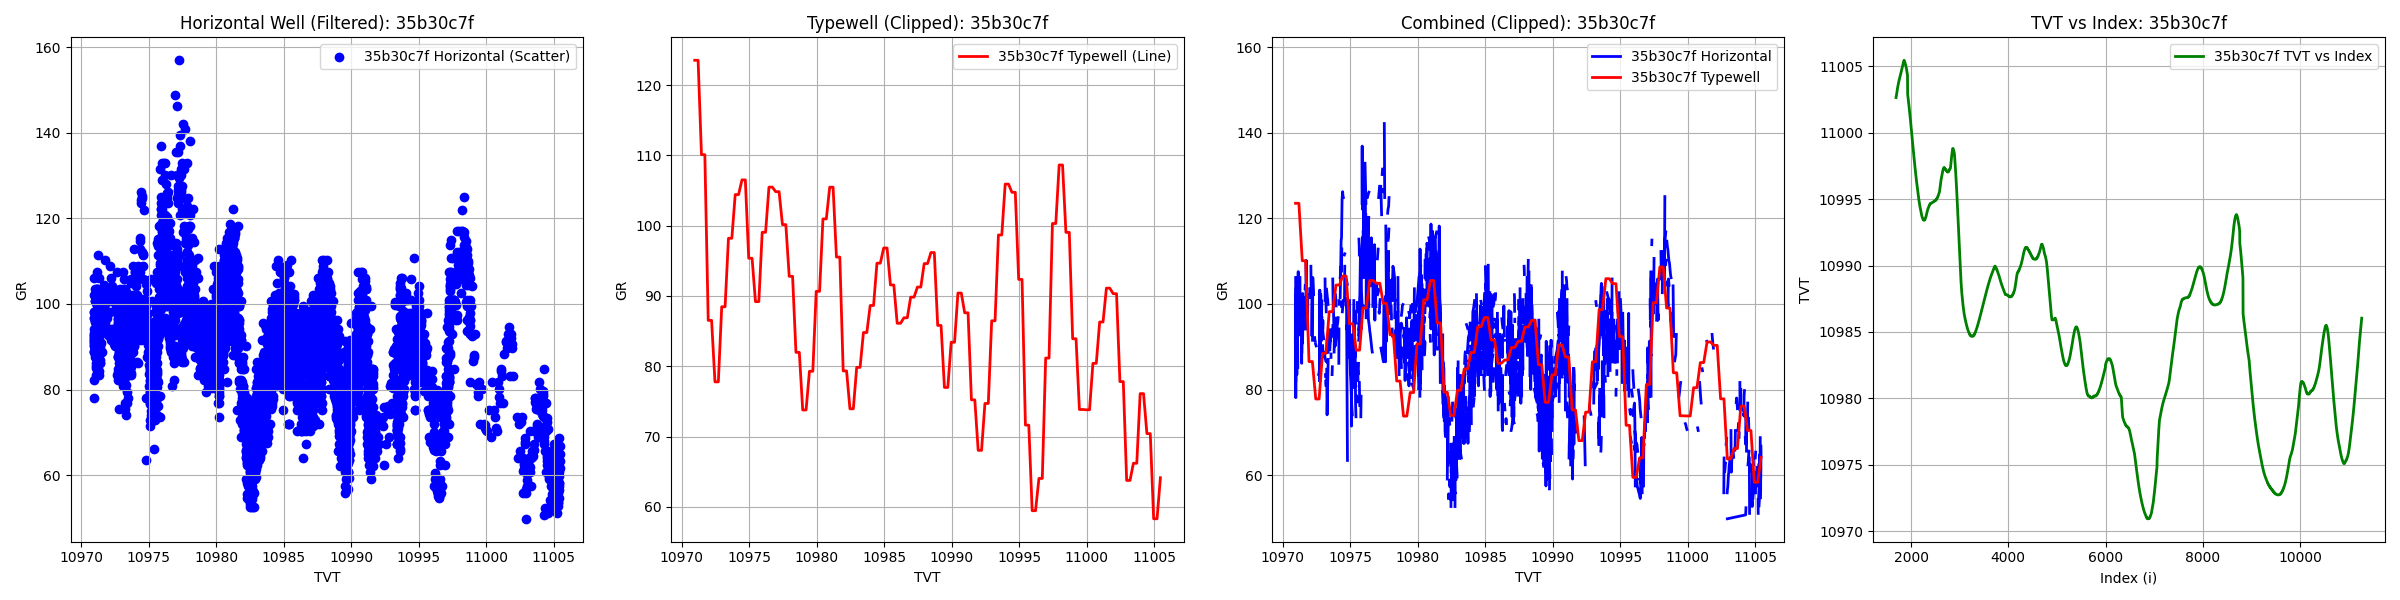 Horizontal Well (Filtered): 35b30c7f
35b30c7f Horizontal (Scatter)
GR
160
140
120
100
80
60
10970 10975 10980 10985 10990 10995 11000 11005
TVT
Typewell (Clipped): 35b30c7f
35b30c7f Typewell (Line)
GR
120
110
100
90
80
70
60
10970 10975 10980 10985 10990 10995 11000 11005
TVT
Combined (Clipped): 35b30c7f
35b30c7f Horizontal
35b30c7f Typewell
GR
160
140
120
100
80
60
10970 10975 10980 10985 10990 10995 11000 11005
TVT
TVT vs Index: 35b30c7f
35b30c7f TVT vs Index
TVT
11005
11000
10995
10990
10985
10980
10975
10970
2000 4000 6000 8000 10000
Index (i)